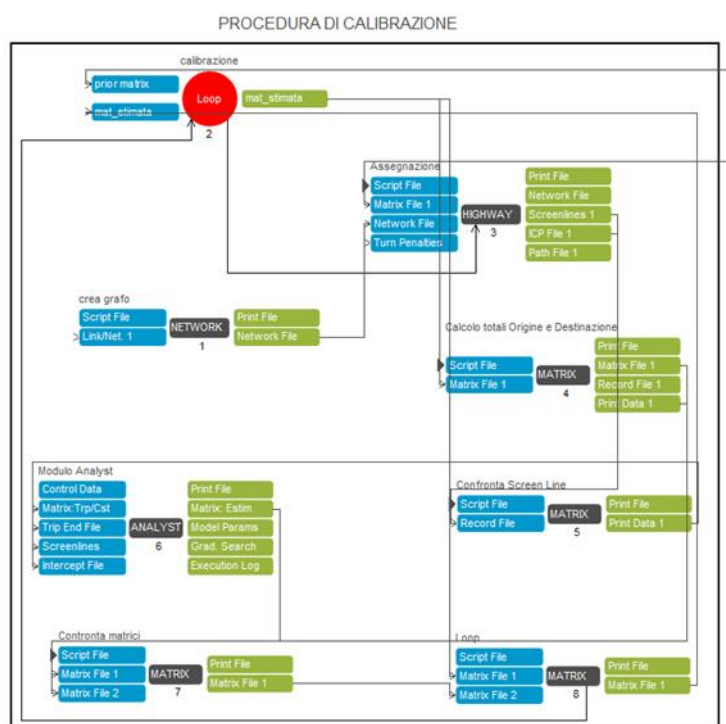 PROCEDURA DI CALIBRAZIONE
calibrazione
prior matrix
mat_stimata
Loop
mat_stimata
2
Assegnazione
Script File
Matrix File 1
Network File
Turn Penalties
HIGHWAY
3
Print File
Network File
Screenlines 1
ICP File 1
Path File 1
crea grafo
Script File
Link/Net. 1
NETWORK
1
Print File
Network File
Calcolo totali Origine e Destinazione
Script File
Matrix File 1
MATRIX
4
Print File
Matrix File 1
Record File 1
Print Data 1
Modulo Analyst
Control Data
Matrix:Trp/Cst
Trip End File
Screenlines
Intercept File
ANALYST
6
Print File
Matrix: Estim
Model Params
Grad. Search
Execution Log
Confronta Screen Line
Script File
Record File
MATRIX
5
Print File
Print Data 1
Contronta matrici
Script File
Matrix File 1
Matrix File 2
MATRIX
7
Print File
Matrix File 1
Loop
Script File
Matrix File 1
Matrix File 2
MATRIX
8
Print File
Matrix File 1